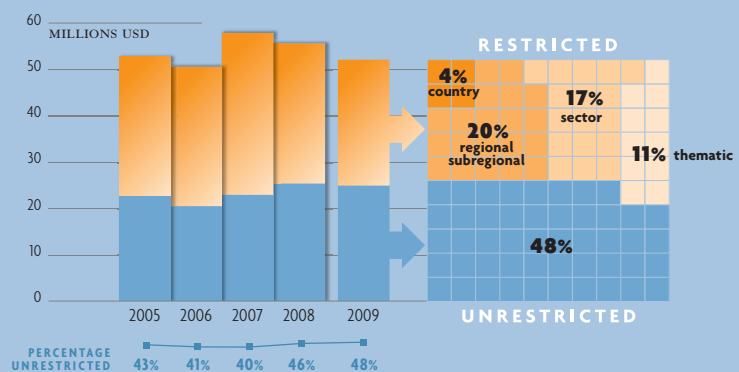 60
MILLIONS USD
50
40
30
20
10
0
2005 2006 2007 2008 2009
PERCENTAGE
UNRESTRICTED 43% 41% 40% 46% 48%
RESTRICTED
4%
country
17%
sector
20%
regional
subregional
11% thematic
48%
UNRESTRICTED